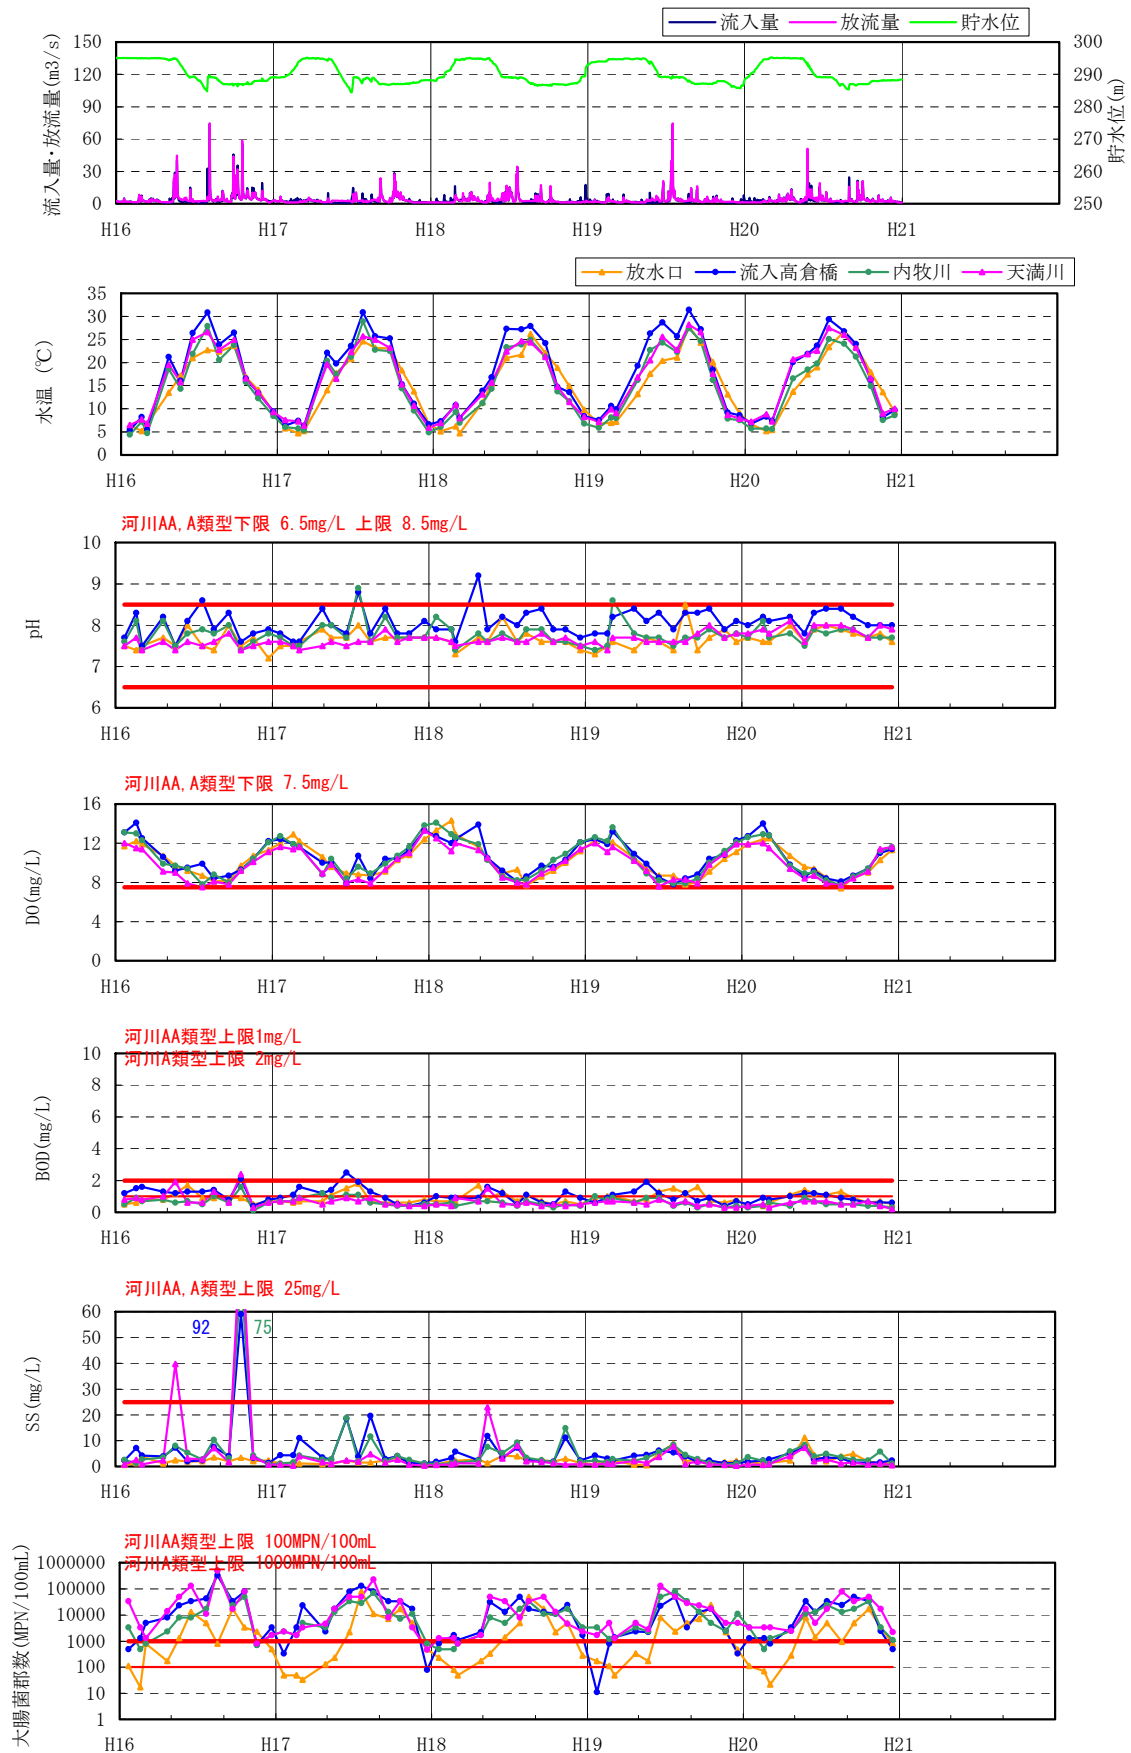 流入量 放流量 貯水位
流入量・放流量(m3/s)
150
120
90
60
30
0
貯水位(m)
300
290
280
270
260
250
H16 H17 H18 H19 H20 H21
放水口 流入高倉橋 内牧川 天満川
水温 (℃)
35
30
25
20
15
10
5
0
H16 H17 H18 H19 H20 H21
河川AA,A類型下限 6.5mg/L 上限 8.5mg/L
pH
10
9
8
7
6
H16 H17 H18 H19 H20 H21
河川AA,A類型下限 7.5mg/L
DO(mg/L)
16
12
8
4
0
H16 H17 H18 H19 H20 H21
河川AA類型上限1mg/L
河川A類型上限 2mg/L
BOD(mg/L)
10
8
6
4
2
0
H16 H17 H18 H19 H20 H21
河川AA,A類型上限 25mg/L
SS(mg/L)
60
50
40
30
20
10
0
92 75
H16 H17 H18 H19 H20 H21
河川AA類型上限 100MPN/100mL
河川A類型上限 1000MPN/100mL
大腸菌郡数(MPN/100mL)
1000000
100000
10000
1000
100
10
1
H16 H17 H18 H19 H20 H21